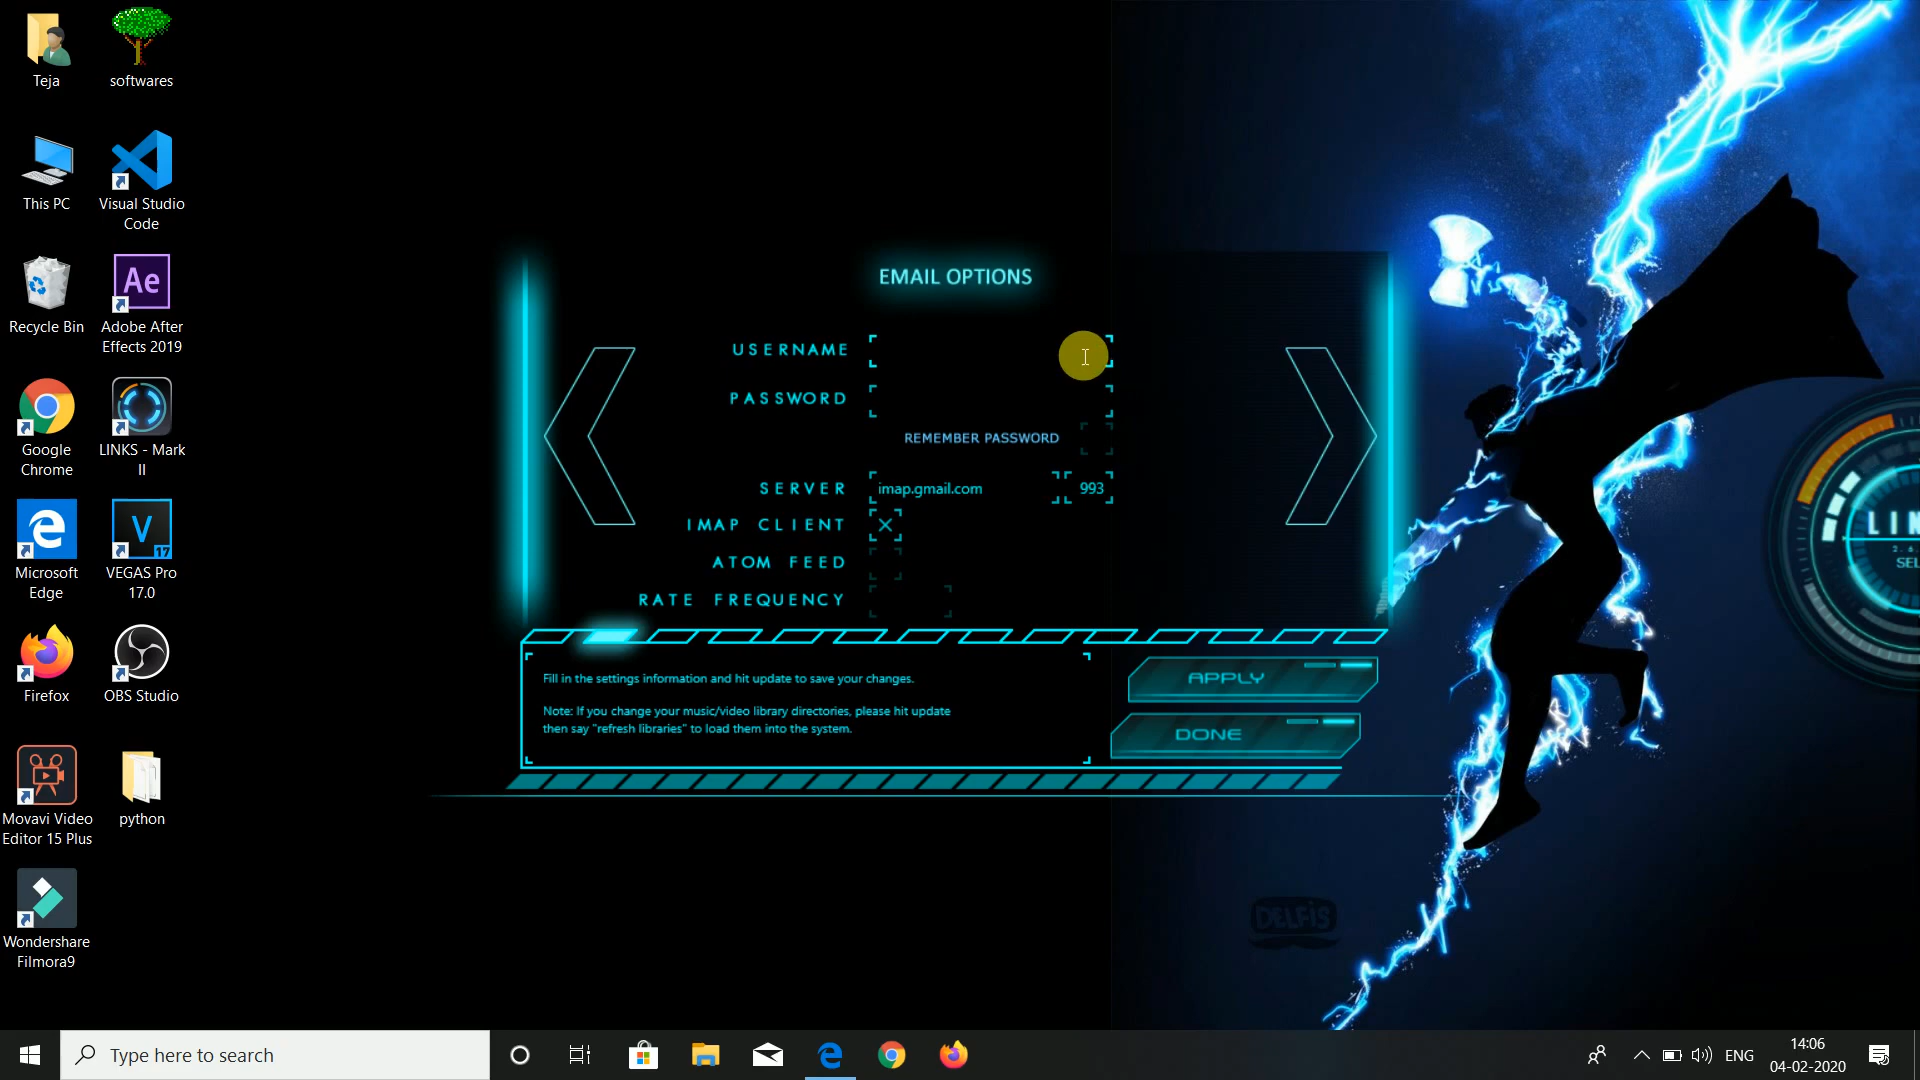 Teja
softwares
This PC
Visual Studio
Code
Recycle Bin
Ae
Adobe After
Effects 2019
Google
Chrome
LINKS - Mark
II
Microsoft
Edge
V
17
VEGAS Pro
17.0
Firefox
OBS Studio
Movavi Video
Editor 15 Plus
python
Wondershare
Filmora9
EMAIL OPTIONS
USERNAME
PASSWORD
REMEMBER PASSWORD
SERVER imap.gmail.com 993
IMAP CLIENT X
ATOM FEED
RATE FREQUENCY
Fill in the settings information and hit update to save your changes.
Note: If you change your music/video library directories, please hit update
then say "refresh libraries" to load them into the system.
APPLY
DONE
LIN
2.6.
SEL
DELFIS
Type here to search
ENG
14:06
04-02-2020